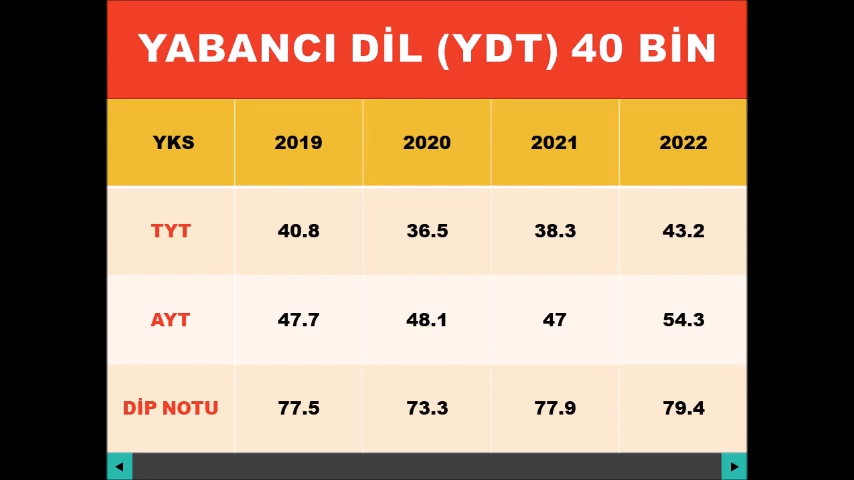 YABANCI DİL (YDT) 40 BİN
YKS 2019 2020 2021 2022
TYT 40.8 36.5 38.3 43.2
AYT 47.7 48.1 47 54.3
DİP NOTU 77.5 73.3 77.9 79.4